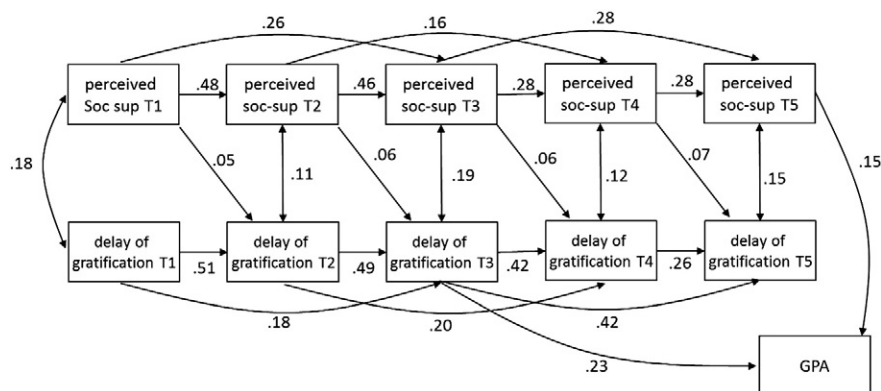 .26
.16
.28
perceived
Soc sup T1
.48
perceived
soc-sup T2
.46
perceived
soc-sup T3
.28
perceived
soc-sup T4
.28
perceived
soc-sup T5
.18
.05
.11
.06
.19
.06
.12
.07
.15
.15
delay of
gratification T1
.51
delay of
gratification T2
.49
delay of
gratification T3
.42
delay of
gratification T4
.26
delay of
gratification T5
.18
.20
.42
.23
GPA